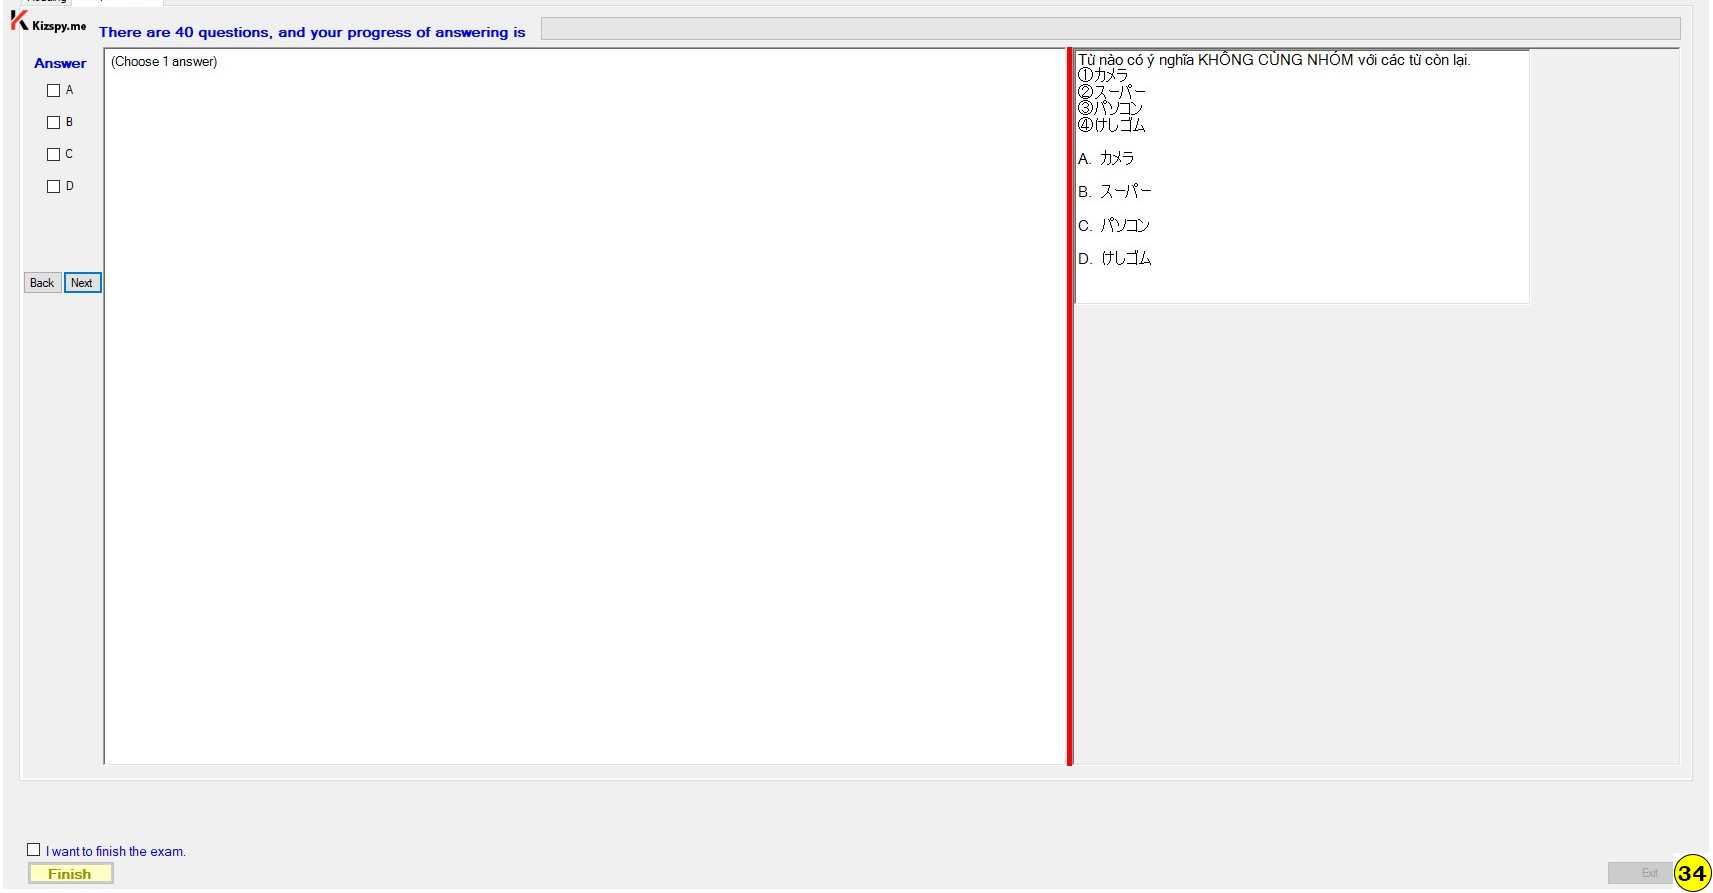 Kizspy.me
There are 40 questions, and your progress of answering is
Answer
(Choose 1 answer)
A
B
C
D
Back
Next
Từ nào có ý nghĩa KHÔNG CÙNG NHÓM với các từ còn lại.
①カメラ
②スーパー
③パソコン
④けしゴム
A. カメラ
B. スーパー
C. パソコン
D. けしゴム
I want to finish the exam.
Finish
Exit
34